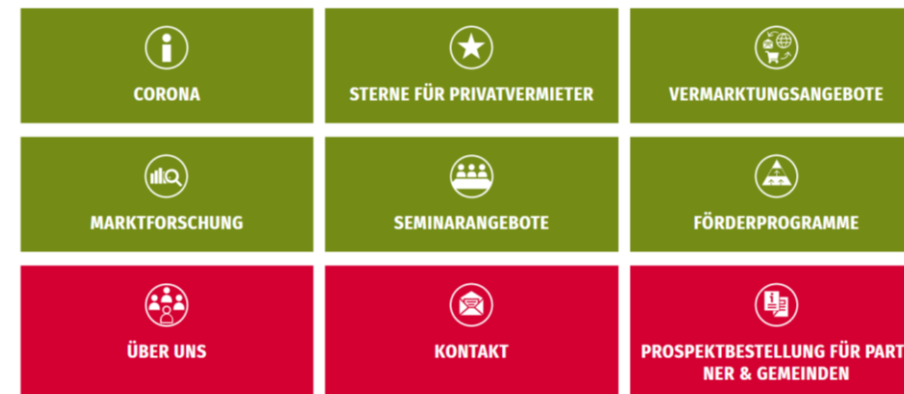 CORONA
STERNE FÜR PRIVATVERMIETER
VERMARKTUNGSANGEBOTE
MARKTFORSCHUNG
SEMINARANGEBOTE
FÖRDERPROGRAMME
ÜBER UNS
KONTAKT
PROSPEKTBESTELLUNG FÜR PART
NER & GEMEINDEN